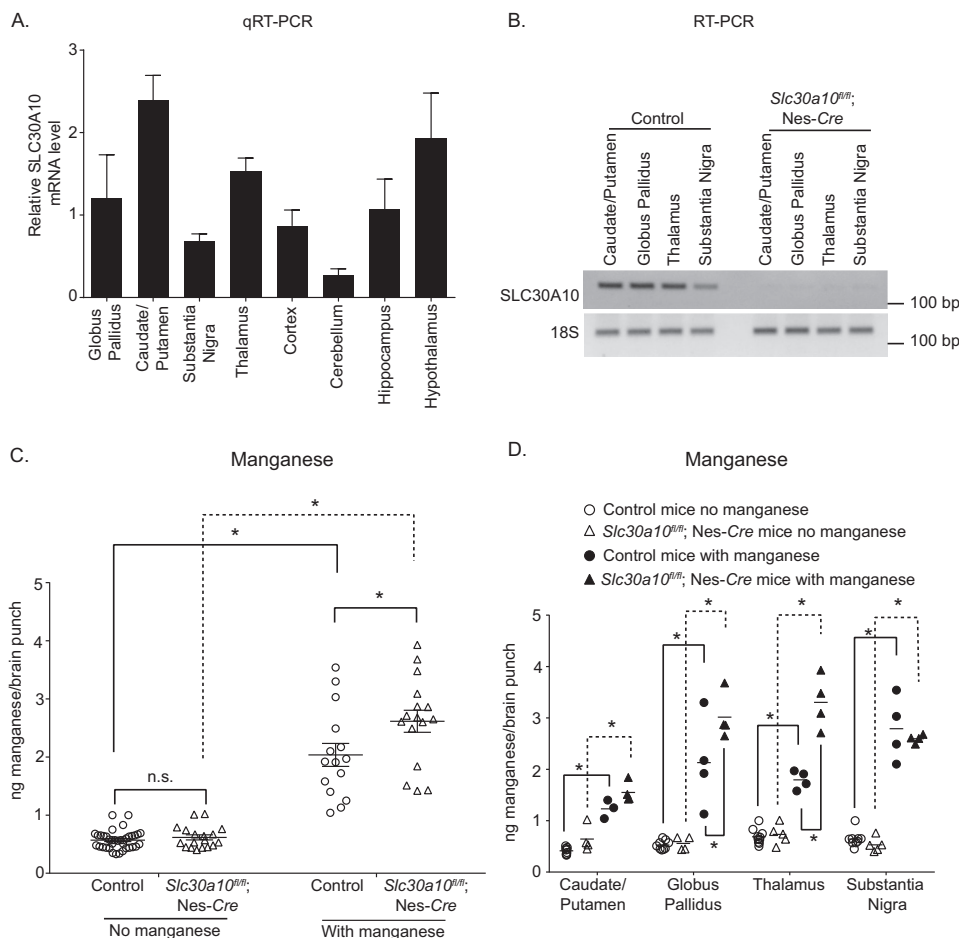 A.
qRT-PCR
Relative SLC30A10
mRNA level
3
2
1
0
Globus
Pallidus
Caudate/
Putamen
Substantia
Nigra
Thalamus
Cortex
Cerebellum
Hippocampus
Hypothalamus
B.
RT-PCR
Control
Slc30a10fl/fl;
Nes-Cre
Caudate/Putamen
Globus Pallidus
Thalamus
Substantia Nigra
Caudate/Putamen
Globus Pallidus
Thalamus
Substantia Nigra
SLC30A10
100 bp
18S
100 bp
C.
Manganese
*
*
*
n.s.
ng manganese/brain punch
5
4
3
2
1
0
Control
Slc30a10fl/fl;
Nes-Cre
Control
Slc30a10fl/fl;
Nes-Cre
No manganese
With manganese
D.
Manganese
Control mice no manganese
Slc30a10fl/fl; Nes-Cre mice no manganese
Control mice with manganese
Slc30a10fl/fl; Nes-Cre mice with manganese
ng manganese/brain punch
5
4
3
2
1
0
*
*
*
*
*
*
*
*
*
*
Caudate/
Putamen
Globus
Pallidus
Thalamus
Substantia
Nigra